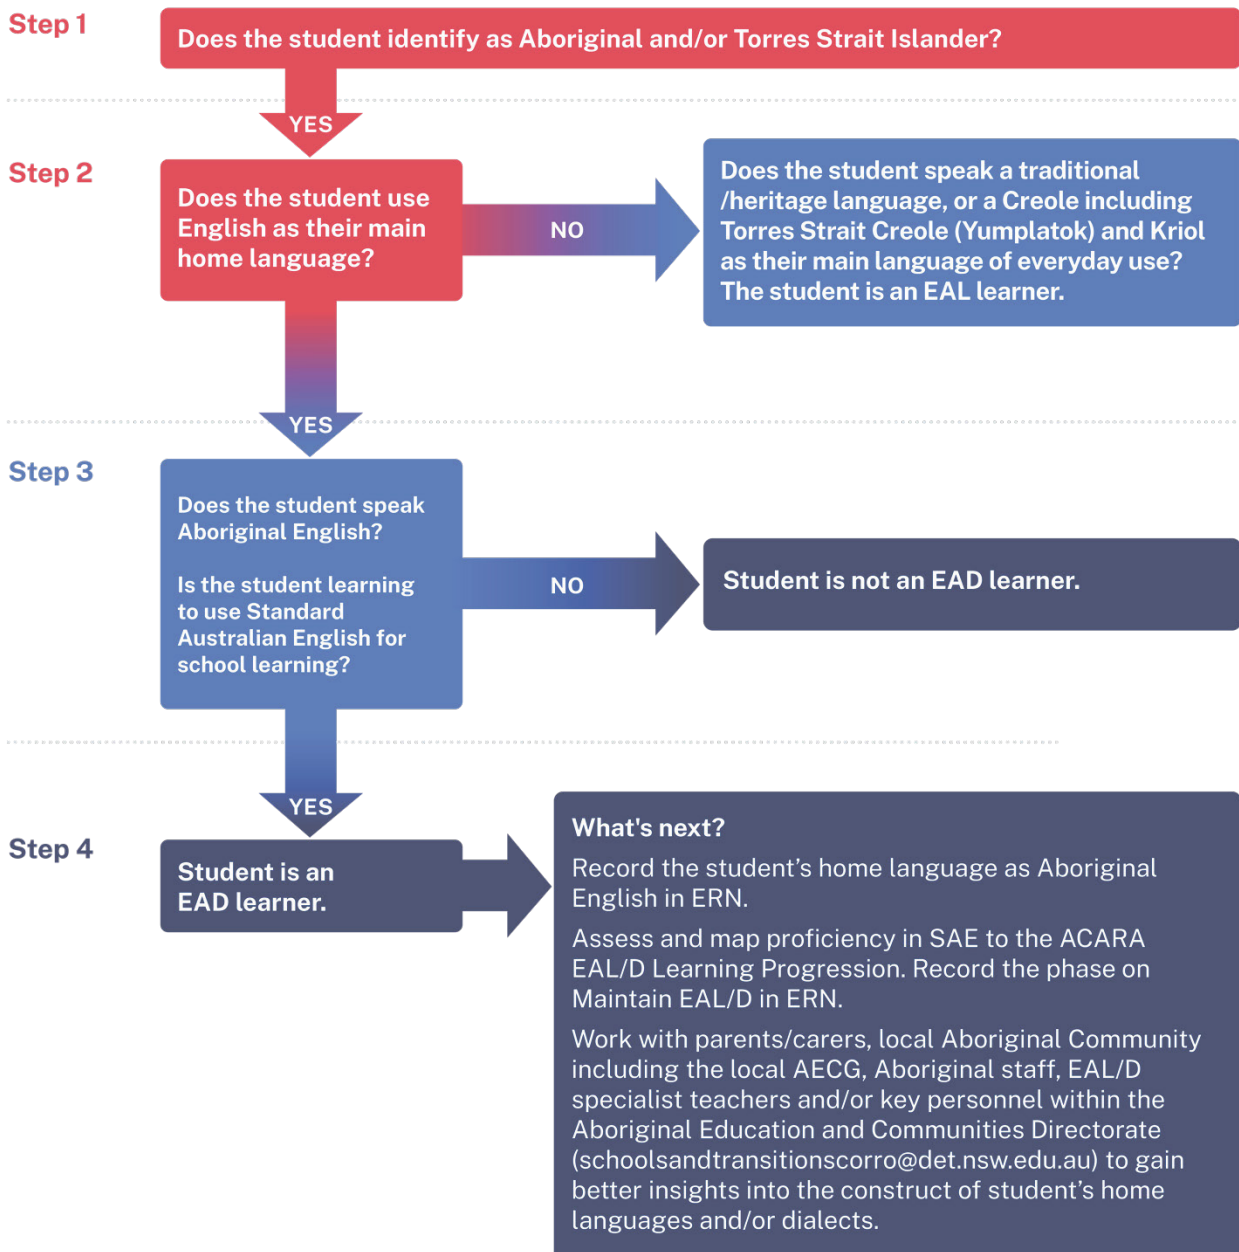 Step 1
Does the student identify as Aboriginal and/or Torres Strait Islander?
YES
Step 2
Does the student use
English as their main
home language?
NO
Does the student speak a traditional
/heritage language, or a Creole including
Torres Strait Creole (Yumplatok) and Kriol
as their main language of everyday use?
The student is an EAL learner.
YES
Step 3
Does the student speak
Aboriginal English?
Is the student learning
to use Standard
Australian English for
school learning?
NO
Student is not an EAD learner.
YES
Step 4
Student is an
EAD learner.
What's next?
Record the student’s home language as Aboriginal
English in ERN.
Assess and map proficiency in SAE to the ACARA
EAL/D Learning Progression. Record the phase on
Maintain EAL/D in ERN.
Work with parents/carers, local Aboriginal Community
including the local AECG, Aboriginal staff, EAL/D
specialist teachers and/or key personnel within the
Aboriginal Education and Communities Directorate
(schoolsandtransitionscorro@det.nsw.edu.au) to gain
better insights into the construct of student’s home
languages and/or dialects.